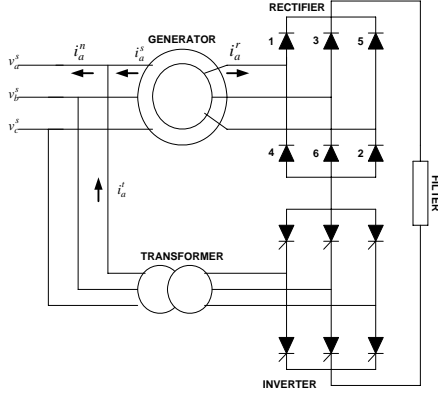 RECTIFIER
GENERATOR
1
3
5
i_a^n
i_a^s
i_a^r
v_a^s
v_b^s
v_c^s
4
6
2
FILTER
i_a^t
TRANSFORMER
INVERTER